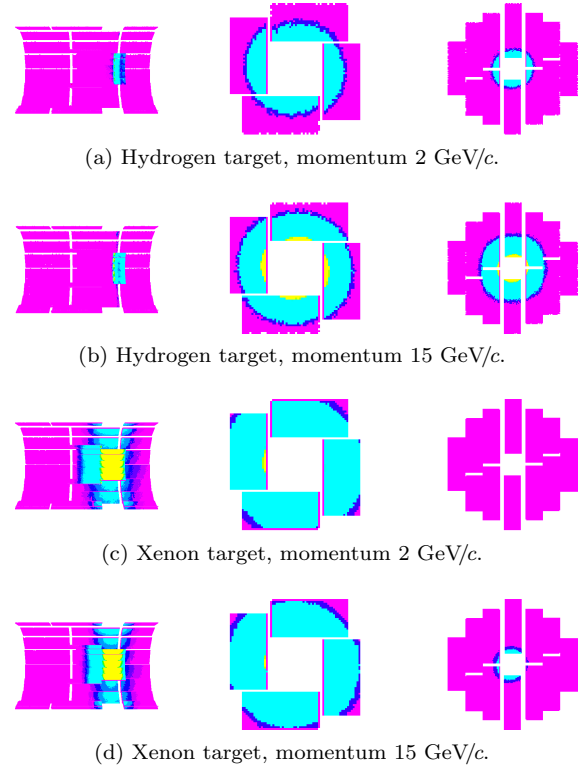 (a) Hydrogen target, momentum 2 GeV/c.
(b) Hydrogen target, momentum 15 GeV/c.
(c) Xenon target, momentum 2 GeV/c.
(d) Xenon target, momentum 15 GeV/c.